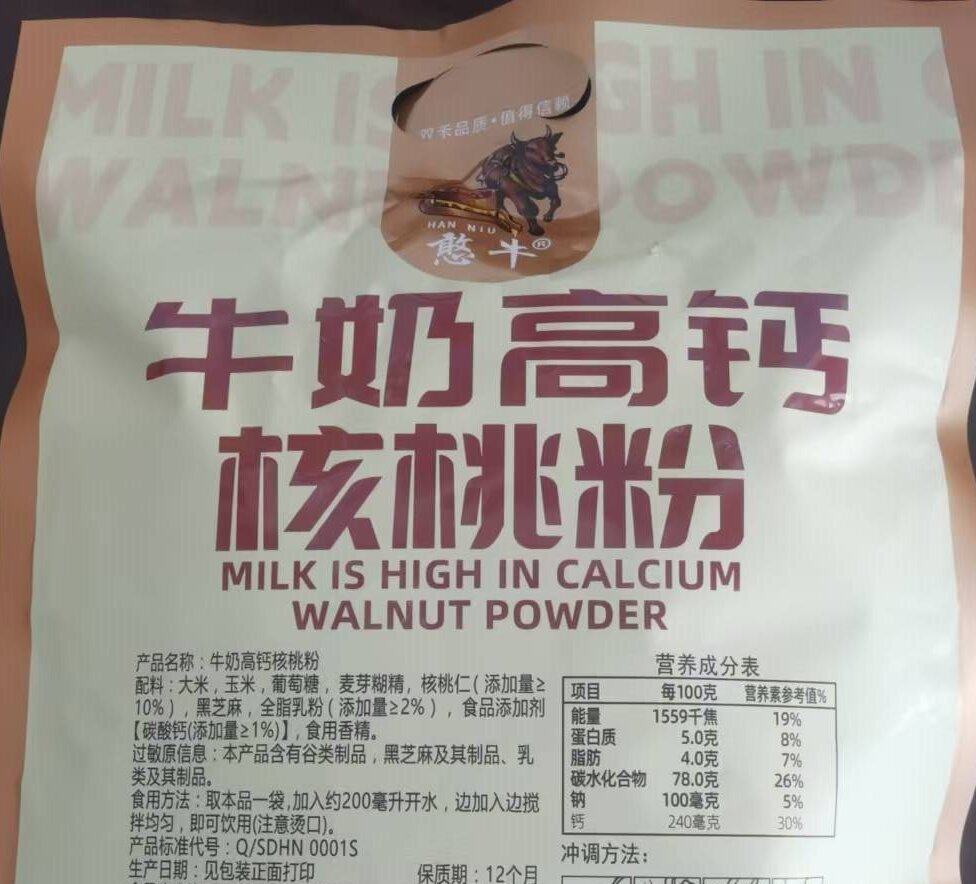 MILK IS HIGH IN
WALNUT POWD
双禾品质·值得信赖
HAN NIU
憨牛®
牛奶高钙
核桃粉
MILK IS HIGH IN CALCIUM
WALNUT POWDER
产品名称：牛奶高钙核桃粉
配料：大米，玉米，葡萄糖，麦芽糊精，核桃仁(添加量≥
10%)，黑芝麻，全脂乳粉(添加量≥2%)，食品添加剂
【碳酸钙(添加量≥1%)】，食用香精。
过敏原信息：本产品含有谷类制品，黑芝麻及其制品、乳
类及其制品。
食用方法：取本品一袋,加入约200毫升开水，边加入边搅
拌均匀，即可饮用(注意烫口)。
产品标准代号：Q/SDHN 0001S
生产日期：见包装正面打印 保质期：12个月
营养成分表
项目 每100克 营养素参考值%
能量 1559千焦 19%
蛋白质 5.0克 8%
脂肪 4.0克 7%
碳水化合物 78.0克 26%
钠 100毫克 5%
钙 240毫克 30%
冲调方法：